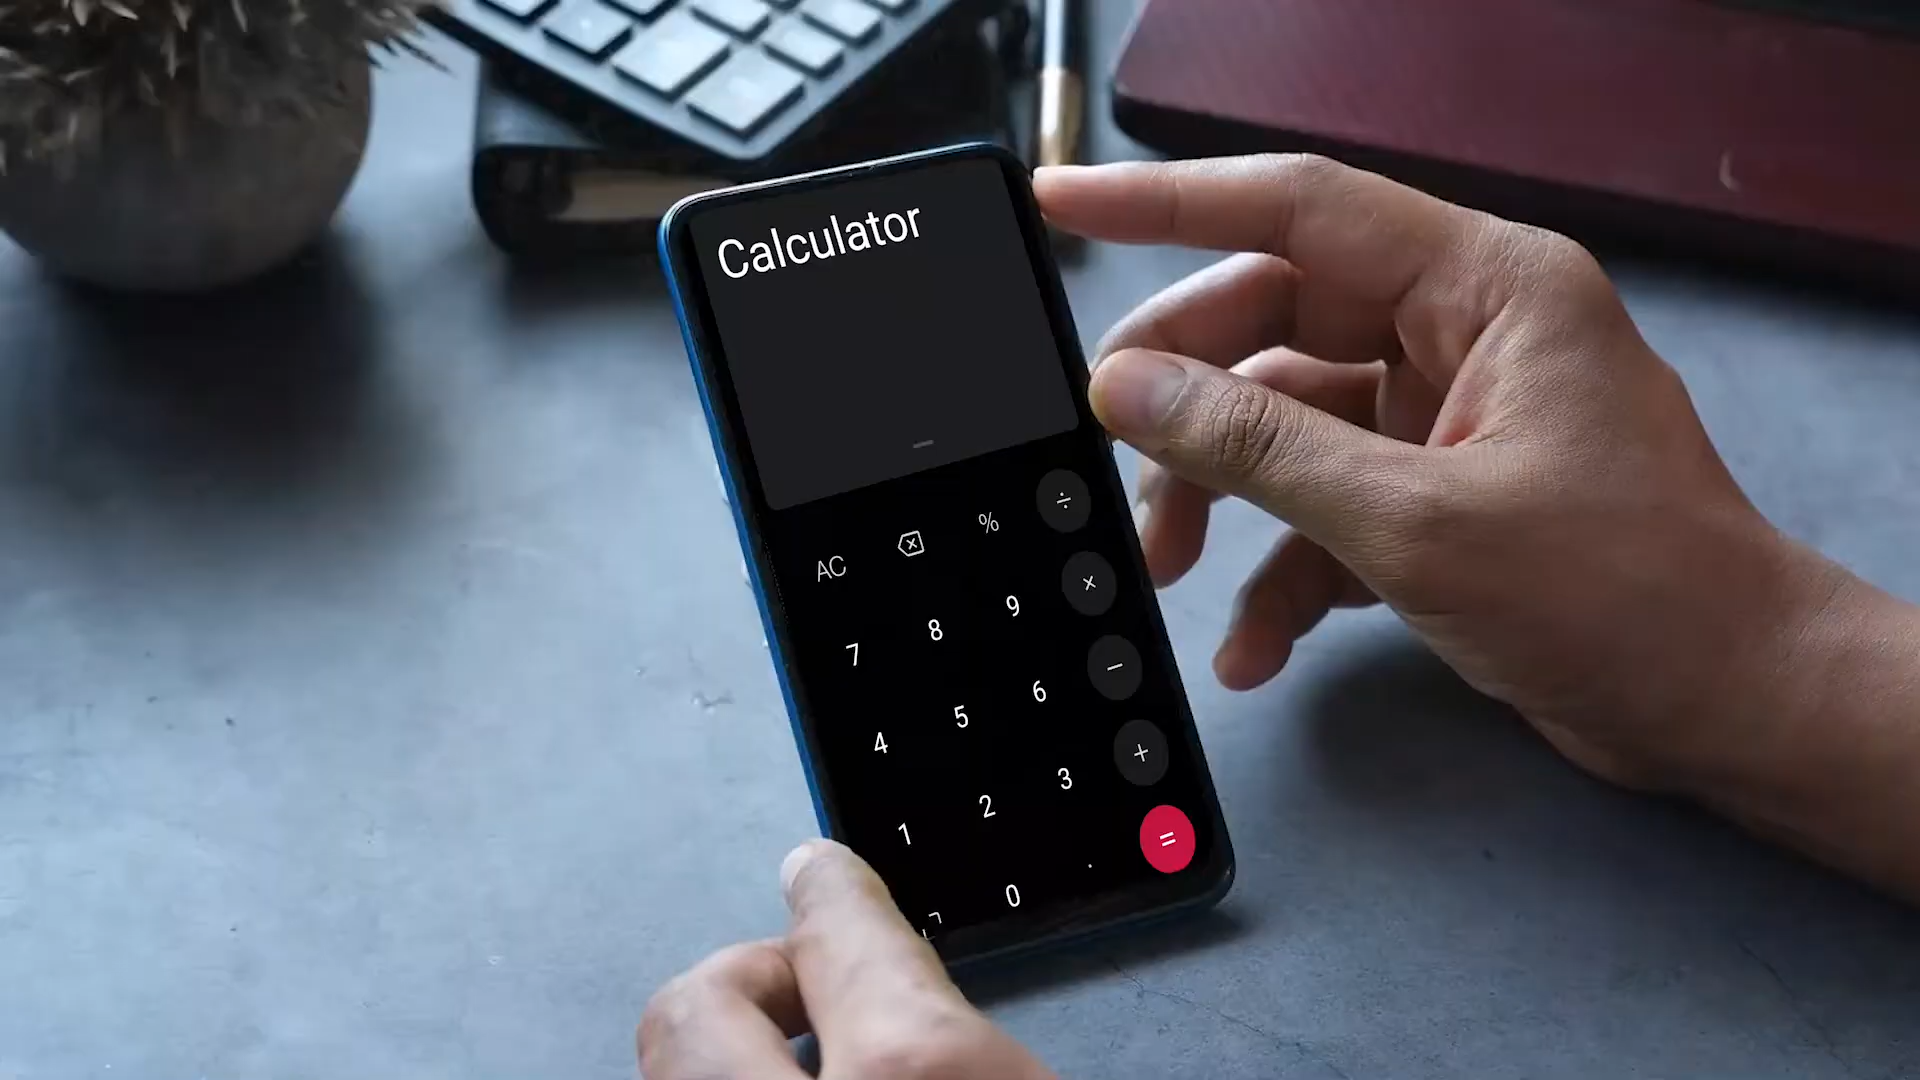 Calculator
AC % ÷
7 8 9 ×
4 5 6 −
1 2 3 +
0 . =